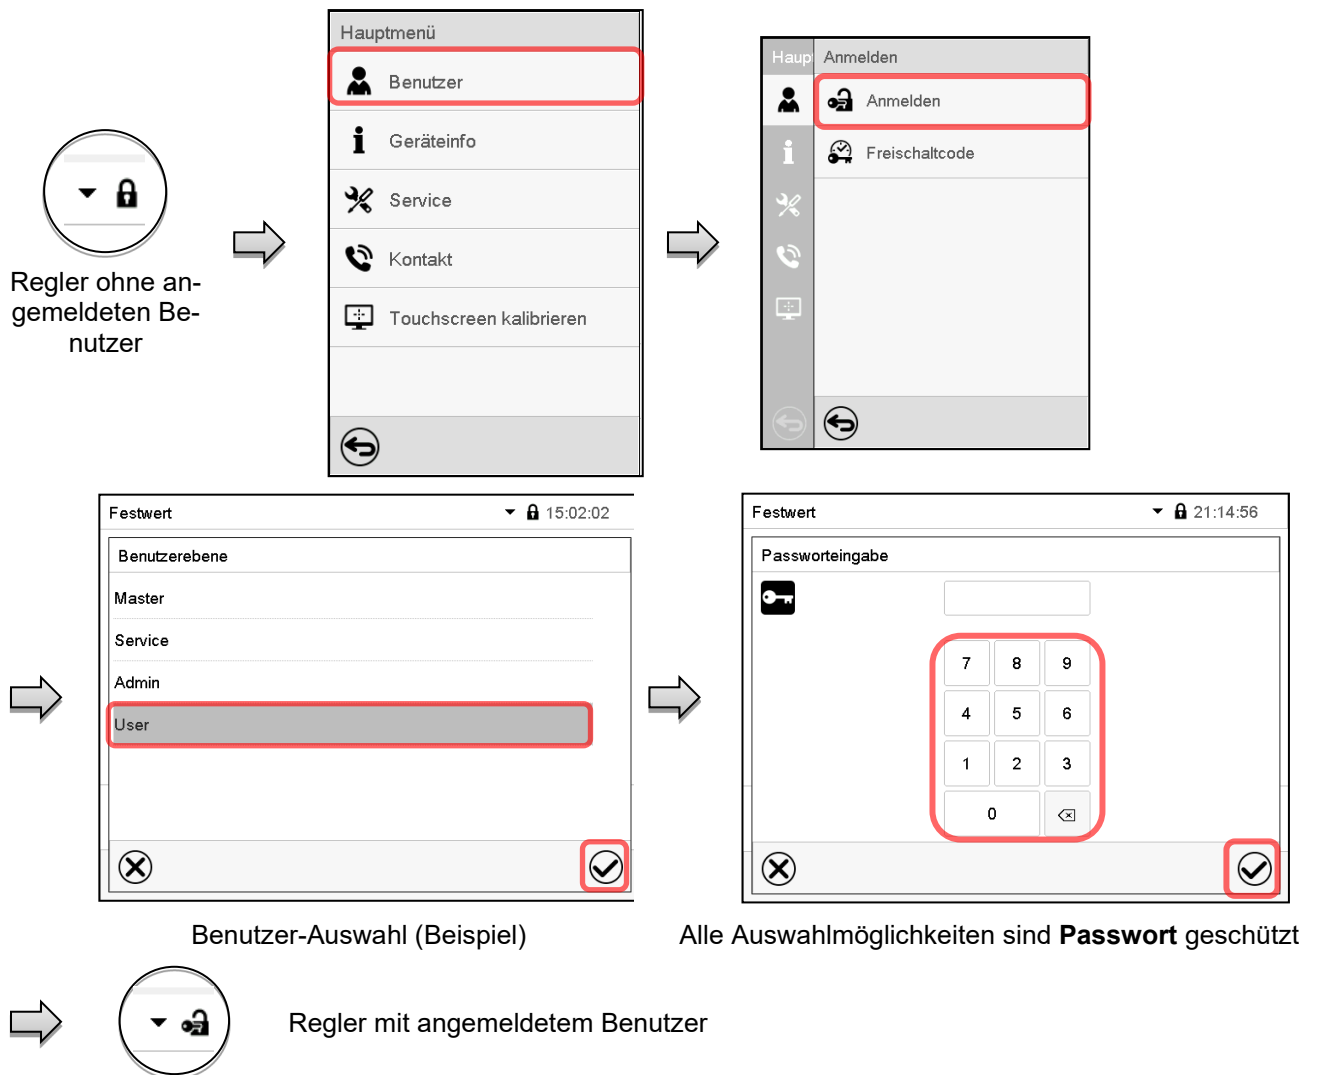 Hauptmenü
Benutzer
Geräteinfo
Service
Kontakt
Touchscreen kalibrieren
Haup
Anmelden
Anmelden
Freischaltcode
Regler ohne an-
gemeldeten Be-
nutzer
Festwert 15:02:02
Benutzerebene
Master
Service
Admin
User
Festwert 21:14:56
Passworteingabe
7 8 9
4 5 6
1 2 3
0
Benutzer-Auswahl (Beispiel)
Alle Auswahlmöglichkeiten sind Passwort geschützt
Regler mit angemeldetem Benutzer